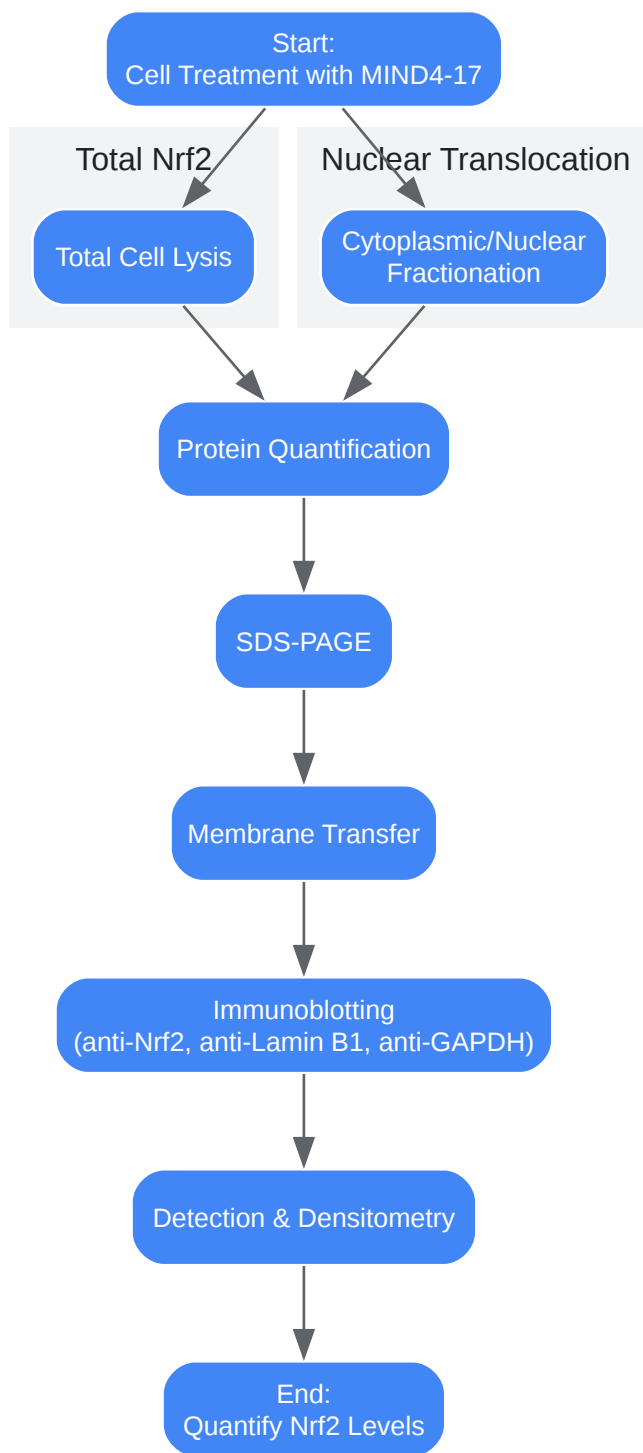 Start:
Cell Treatment with MIND4-17
Total Nrf2
Nuclear Translocation
Total Cell Lysis
Cytoplasmic/Nuclear
Fractionation
Protein Quantification
SDS-PAGE
Membrane Transfer
Immunoblotting
(anti-Nrf2, anti-Lamin B1, anti-GAPDH)
Detection & Densitometry
End:
Quantify Nrf2 Levels